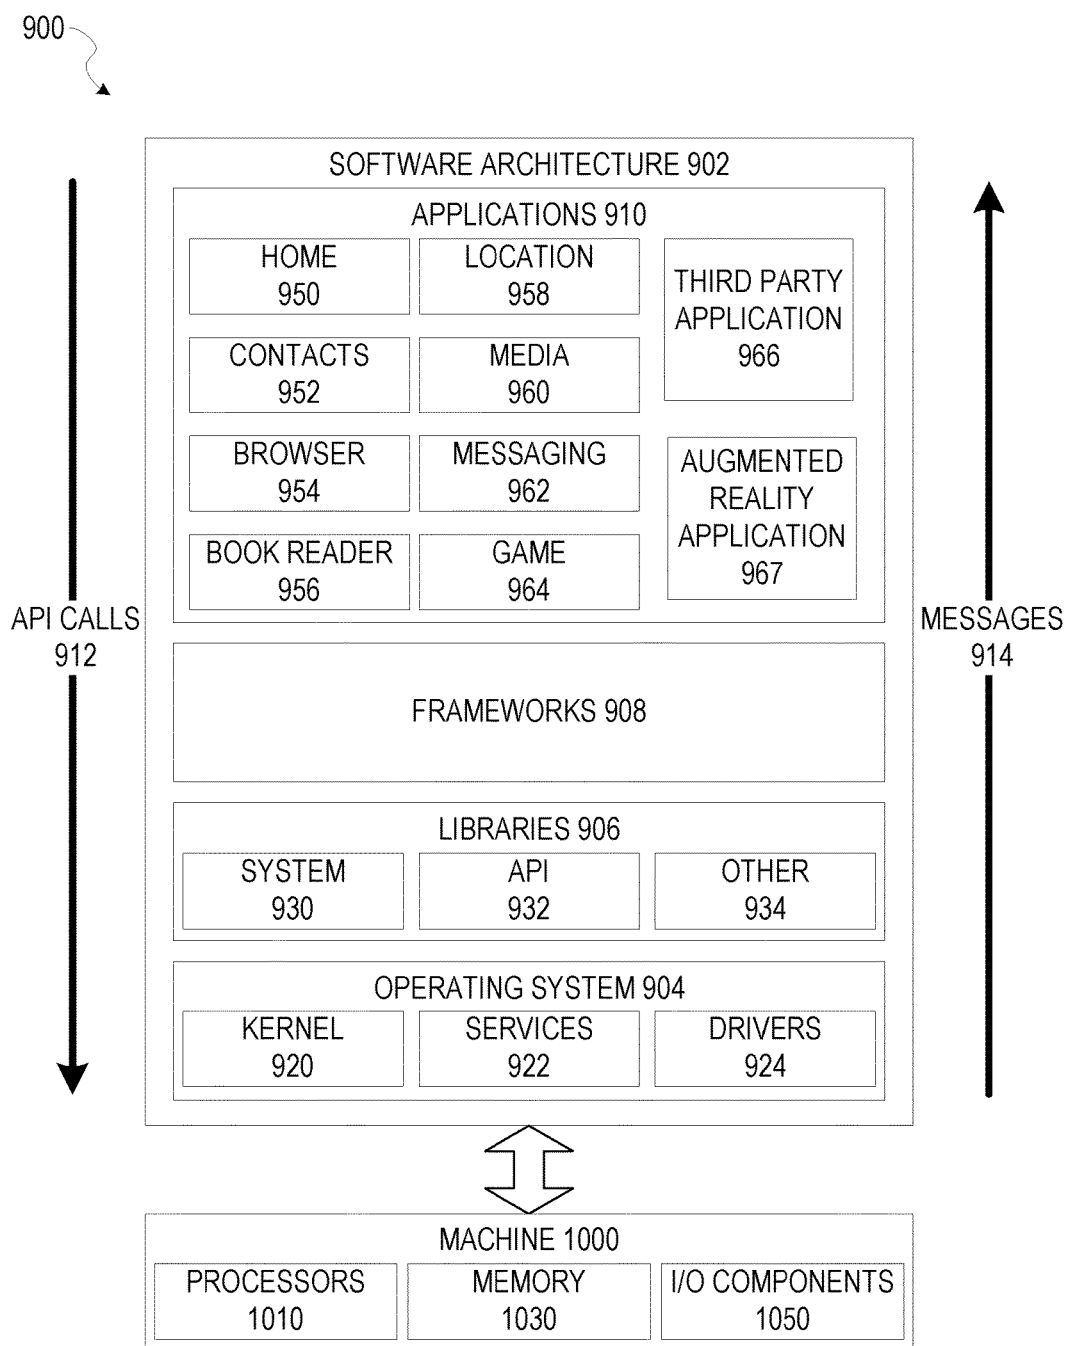 900
SOFTWARE ARCHITECTURE 902
APPLICATIONS 910
HOME
950
LOCATION
958
THIRD PARTY
APPLICATION
966
CONTACTS
952
MEDIA
960
BROWSER
954
MESSAGING
962
AUGMENTED
REALITY
APPLICATION
967
BOOK READER
956
GAME
964
API CALLS
912
MESSAGES
914
FRAMEWORKS 908
LIBRARIES 906
SYSTEM
930
API
932
OTHER
934
OPERATING SYSTEM 904
KERNEL
920
SERVICES
922
DRIVERS
924
MACHINE 1000
PROCESSORS
1010
MEMORY
1030
I/O COMPONENTS
1050